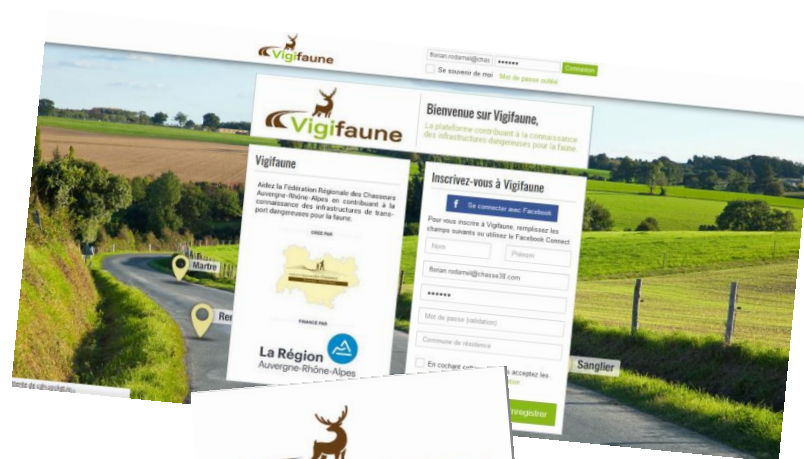 Vigifaune
florian.rodamel@chas
••••••
Connexion
Se souvenir de moi
Mot de passe oublié
Vigifaune
Bienvenue sur Vigifaune,
La plateforme contribuant à la connaissance
des infrastructures dangereuses pour la faune.
Vigifaune
Aidez la Fédération Régionale des Chasseurs
Auvergne-Rhône-Alpes en contribuant à la
connaissance des infrastructures de trans-
port dangereuses pour la faune.
CRÉÉ PAR
FINANCÉ PAR
La Région
Auvergne-Rhône-Alpes
Inscrivez-vous à Vigifaune
f Se connecter avec Facebook
Pour vous inscrire à Vigifaune, remplissez les
champs suivants ou utilisez le Facebook Connect
Nom
Prénom
florian.rodamel@chasse38.com
••••••
Mot de passe (validation)
Commune de résidence
En cochant
acceptez les
nregistrer
Martre
Ren
Sanglier